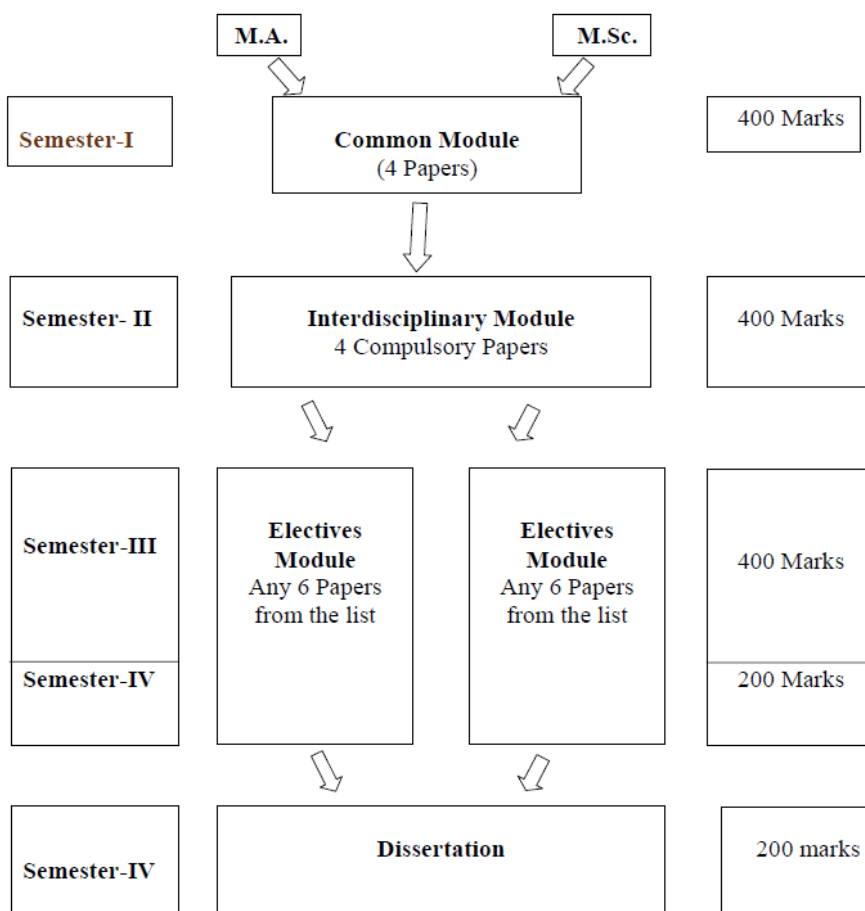 M.A.
M.Sc.
Semester-I
Common Module
(4 Papers)
400 Marks
Semester- II
Interdisciplinary Module
4 Compulsory Papers
400 Marks
Semester-III
Electives
Module
Any 6 Papers
from the list
Electives
Module
Any 6 Papers
from the list
400 Marks
Semester-IV
200 Marks
Semester-IV
Dissertation
200 marks